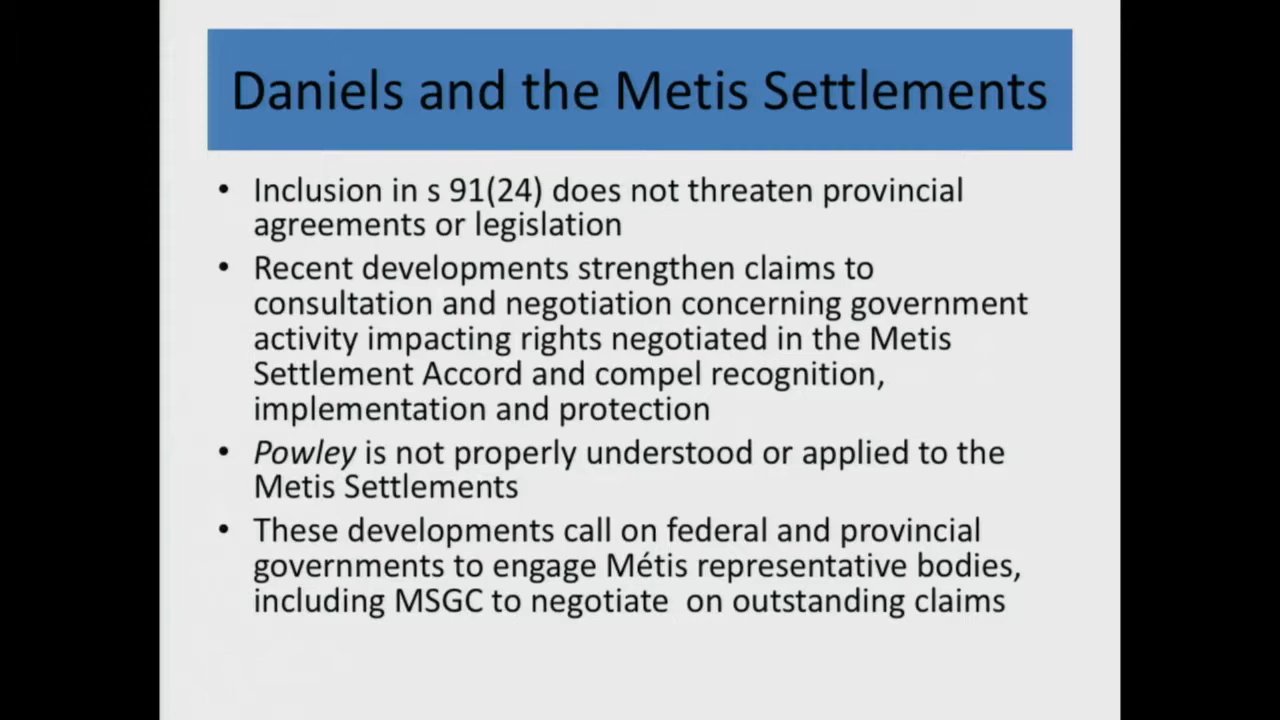 Daniels and the Metis Settlements
• Inclusion in s 91(24) does not threaten provincial
agreements or legislation
• Recent developments strengthen claims to
consultation and negotiation concerning government
activity impacting rights negotiated in the Metis
Settlement Accord and compel recognition,
implementation and protection
• Powley is not properly understood or applied to the
Metis Settlements
• These developments call on federal and provincial
governments to engage Métis representative bodies,
including MSGC to negotiate  on outstanding claims